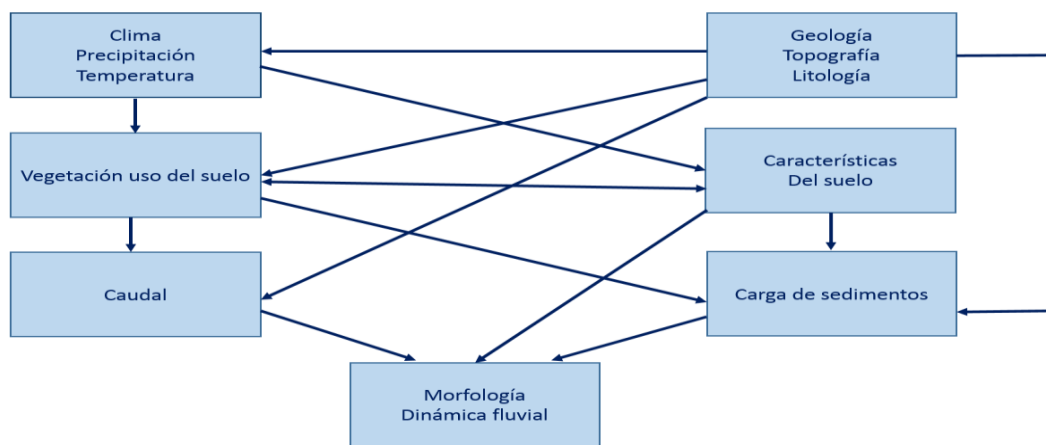 Clima
Precipitación
Temperatura
Geología
Topografía
Litología
Vegetación uso del suelo
Características
Del suelo
Caudal
Carga de sedimentos
Morfología
Dinámica fluvial